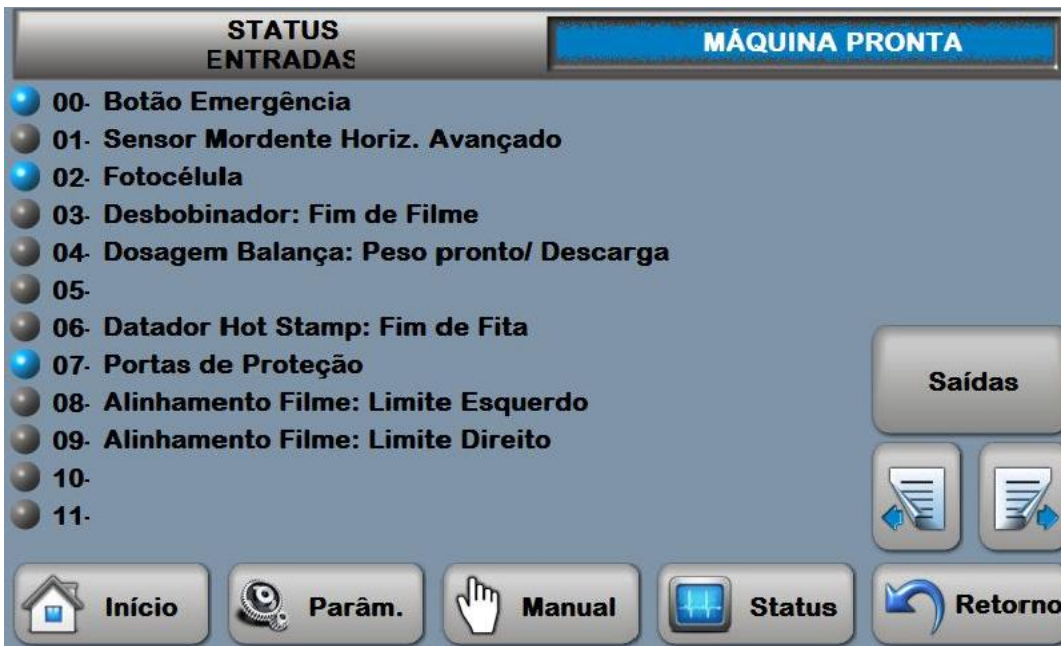 STATUS
ENTRADAS
MÁQUINA PRONTA
00- Botão Emergência
01- Sensor Mordente Horiz. Avançado
02- Fotocélula
03- Desbobinador: Fim de Filme
04- Dosagem Balança: Peso pronto/ Descarga
05-
06- Datador Hot Stamp: Fim de Fita
07- Portas de Proteção
08- Alinhamento Filme: Limite Esquerdo
09- Alinhamento Filme: Limite Direito
10-
11-
Saídas
Início
Parâm.
Manual
Status
Retorno